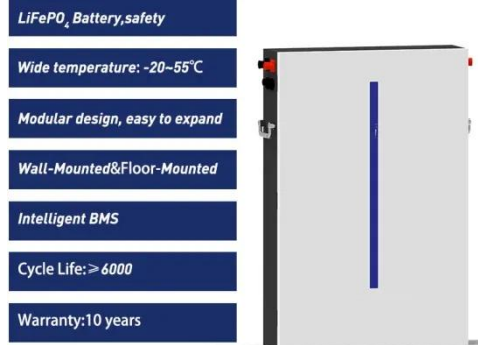 LiFePO₄ Battery,safety
Wide temperature: -20~55℃
Modular design, easy to expand
Wall-Mounted&Floor-Mounted
Intelligent BMS
Cycle Life:≥6000
Warranty:10 years